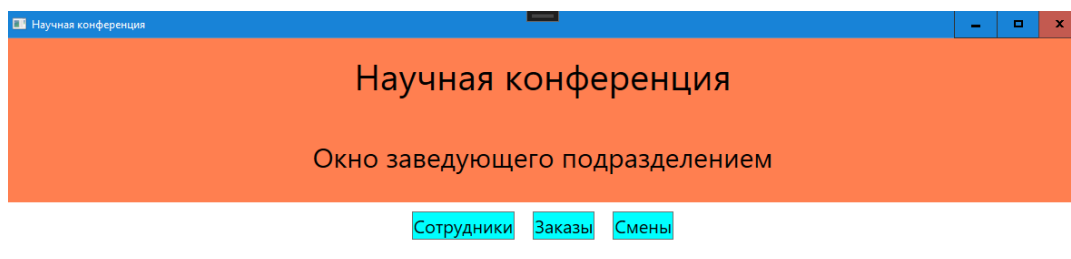 Научная конференция
Научная конференция
Окно заведующего подразделением
Сотрудники Заказы Смены